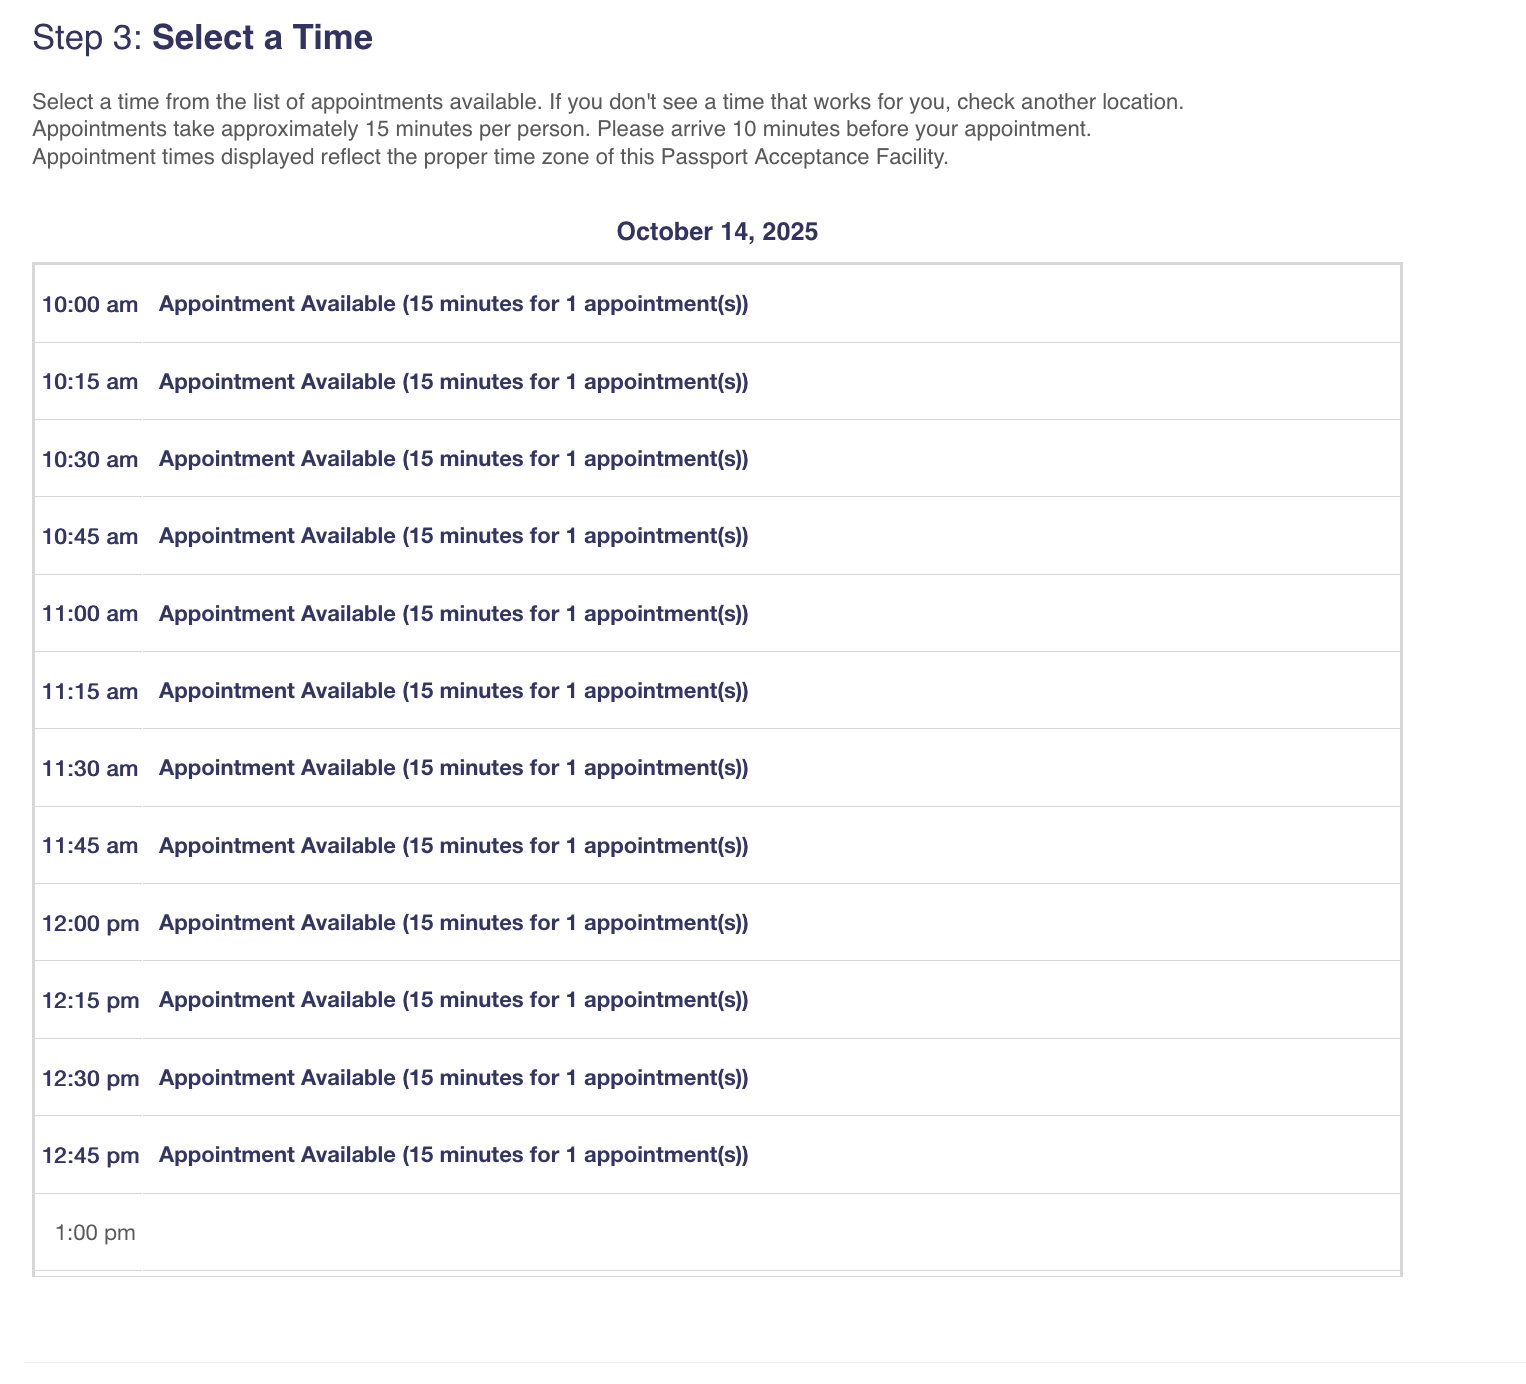 Step 3: Select a Time
Select a time from the list of appointments available. If you don't see a time that works for you, check another location.
Appointments take approximately 15 minutes per person. Please arrive 10 minutes before your appointment.
Appointment times displayed reflect the proper time zone of this Passport Acceptance Facility.
October 14, 2025
10:00 am Appointment Available (15 minutes for 1 appointment(s))
10:15 am Appointment Available (15 minutes for 1 appointment(s))
10:30 am Appointment Available (15 minutes for 1 appointment(s))
10:45 am Appointment Available (15 minutes for 1 appointment(s))
11:00 am Appointment Available (15 minutes for 1 appointment(s))
11:15 am Appointment Available (15 minutes for 1 appointment(s))
11:30 am Appointment Available (15 minutes for 1 appointment(s))
11:45 am Appointment Available (15 minutes for 1 appointment(s))
12:00 pm Appointment Available (15 minutes for 1 appointment(s))
12:15 pm Appointment Available (15 minutes for 1 appointment(s))
12:30 pm Appointment Available (15 minutes for 1 appointment(s))
12:45 pm Appointment Available (15 minutes for 1 appointment(s))
1:00 pm